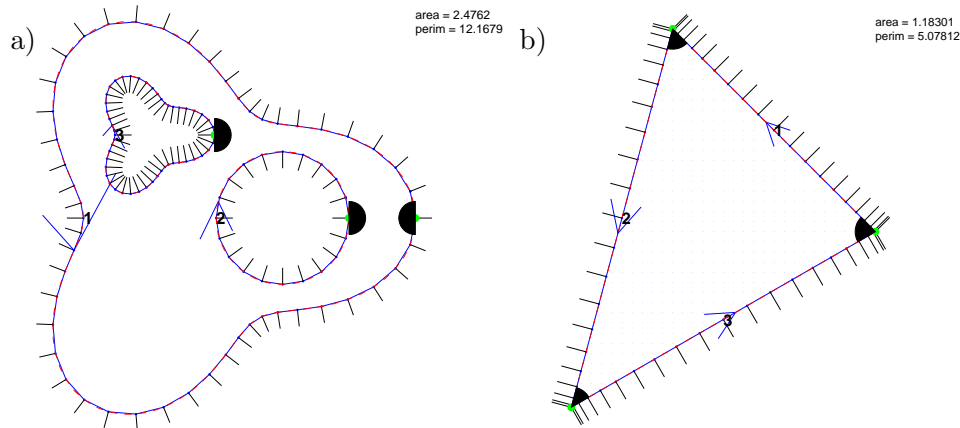 a)
area = 2.4762
perim = 12.1679
3
1
2
b)
area = 1.18301
perim = 5.07812
1
2
3